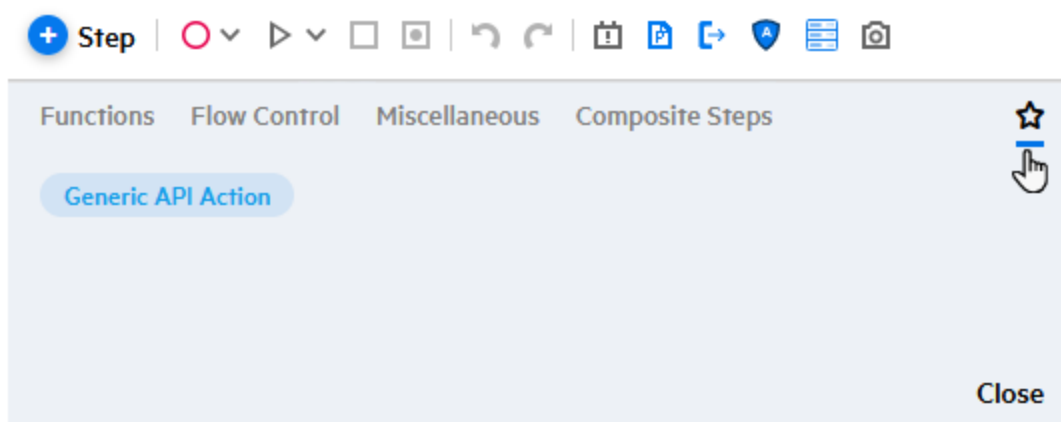 Step
Functions Flow Control Miscellaneous Composite Steps
Generic API Action
Close